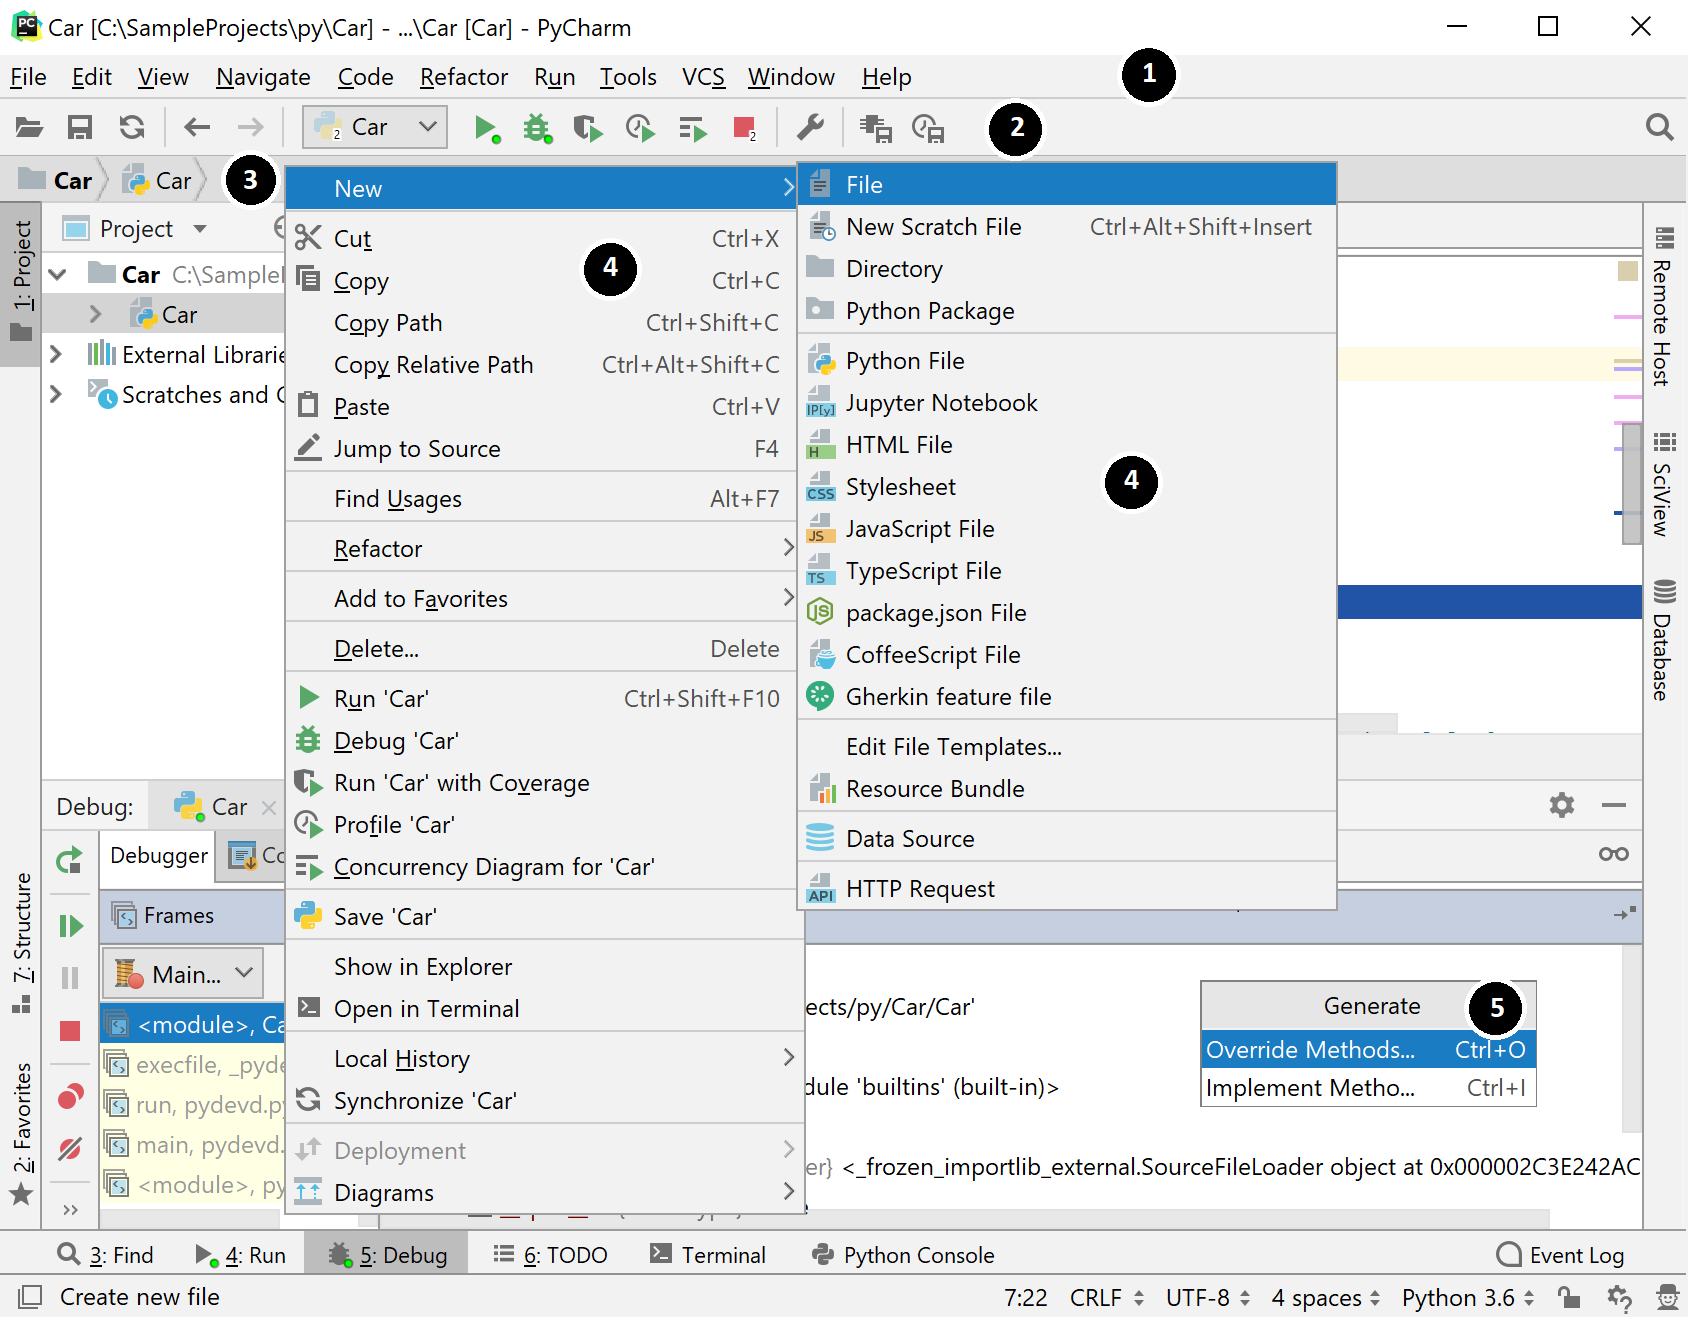 Car [C:\SampleProjects\py\Car] - ...\Car [Car] - PyCharm
File Edit View Navigate Code Refactor Run Tools VCS Window Help
1
Car
2
Car Car
3
1: Project
Project
Car C:\Sample
Car
External Librarie
Scratches and
New
Cut Ctrl+X
4
Copy Ctrl+C
Copy Path Ctrl+Shift+C
Copy Relative Path Ctrl+Alt+Shift+C
Paste Ctrl+V
Jump to Source F4
Find Usages Alt+F7
Refactor
Add to Favorites
Delete... Delete
Run 'Car' Ctrl+Shift+F10
Debug 'Car'
Run 'Car' with Coverage
Profile 'Car'
Concurrency Diagram for 'Car'
Save 'Car'
Show in Explorer
Open in Terminal
Local History
Synchronize 'Car'
Deployment
Diagrams
File
New Scratch File Ctrl+Alt+Shift+Insert
Directory
Python Package
Python File
Jupyter Notebook
HTML File
Stylesheet
4
JavaScript File
TypeScript File
package.json File
CoffeeScript File
Gherkin feature file
Edit File Templates...
Resource Bundle
Data Source
HTTP Request
Remote Host
SciView
Database
Debug: Car
Debugger Co
Frames
Main...
<module>, Ca
execfile, _pyde
run, pydevd.py
main, pydevd.
<module>, py
7: Structure
2: Favorites
ects/py/Car/Car'
dule 'builtins' (built-in)>
er} <_frozen_importlib_external.SourceFileLoader object at 0x000002C3E242AC
Generate
5
Override Methods... Ctrl+O
Implement Metho... Ctrl+I
3: Find 4: Run 5: Debug 6: TODO Terminal Python Console Event Log
Create new file 7:22 CRLF UTF-8 4 spaces Python 3.6